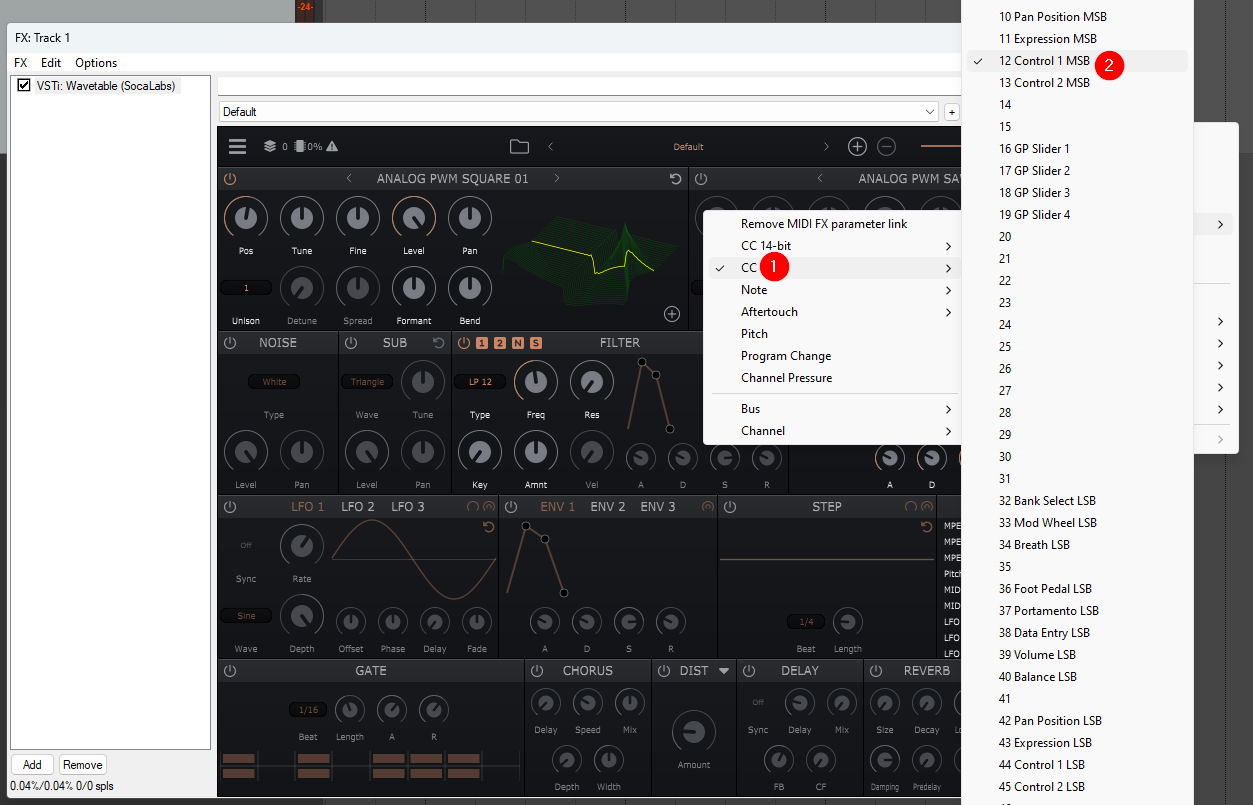 -24-
FX: Track 1
FX Edit Options
VSTi: Wavetable (SocaLabs)
Default
+
0 0%
Default
ANALOG PWM SQUARE 01
Pos Tune Fine Level Pan
1
Unison Detune Spread Formant Bend
NOISE
White
Type
Level Pan
SUB
Triangle
Wave Tune
Level Pan
1 2 N S FILTER
LP 12
Type Freq Res
Key Amnt Vel A D S R
A D
LFO 1 LFO 2 LFO 3
Off
Sync Rate
Sine
Wave Depth Offset Phase Delay Fade
ENV 1 ENV 2 ENV 3
A D S R
STEP
1/4
Beat Length
MPE
MPE
MPE
Pitch
MIDI
MIDI
LFO
LFO
LFO
GATE
1/16
Beat Length A R
CHORUS
Delay Speed Mix
Depth Width
DIST
Amount
DELAY
Off
Sync Delay Mix
FB CF
REVERB
Size Decay
Damping Predelay
Add Remove
0.04%/0.04% 0/0 spls
Remove MIDI FX parameter link
CC 14-bit
CC 1
Note
Aftertouch
Pitch
Program Change
Channel Pressure
Bus
Channel
10 Pan Position MSB
11 Expression MSB
12 Control 1 MSB 2
13 Control 2 MSB
14
15
16 GP Slider 1
17 GP Slider 2
18 GP Slider 3
19 GP Slider 4
20
21
22
23
24
25
26
27
28
29
30
31
32 Bank Select LSB
33 Mod Wheel LSB
34 Breath LSB
35
36 Foot Pedal LSB
37 Portamento LSB
38 Data Entry LSB
39 Volume LSB
40 Balance LSB
41
42 Pan Position LSB
43 Expression LSB
44 Control 1 LSB
45 Control 2 LSB